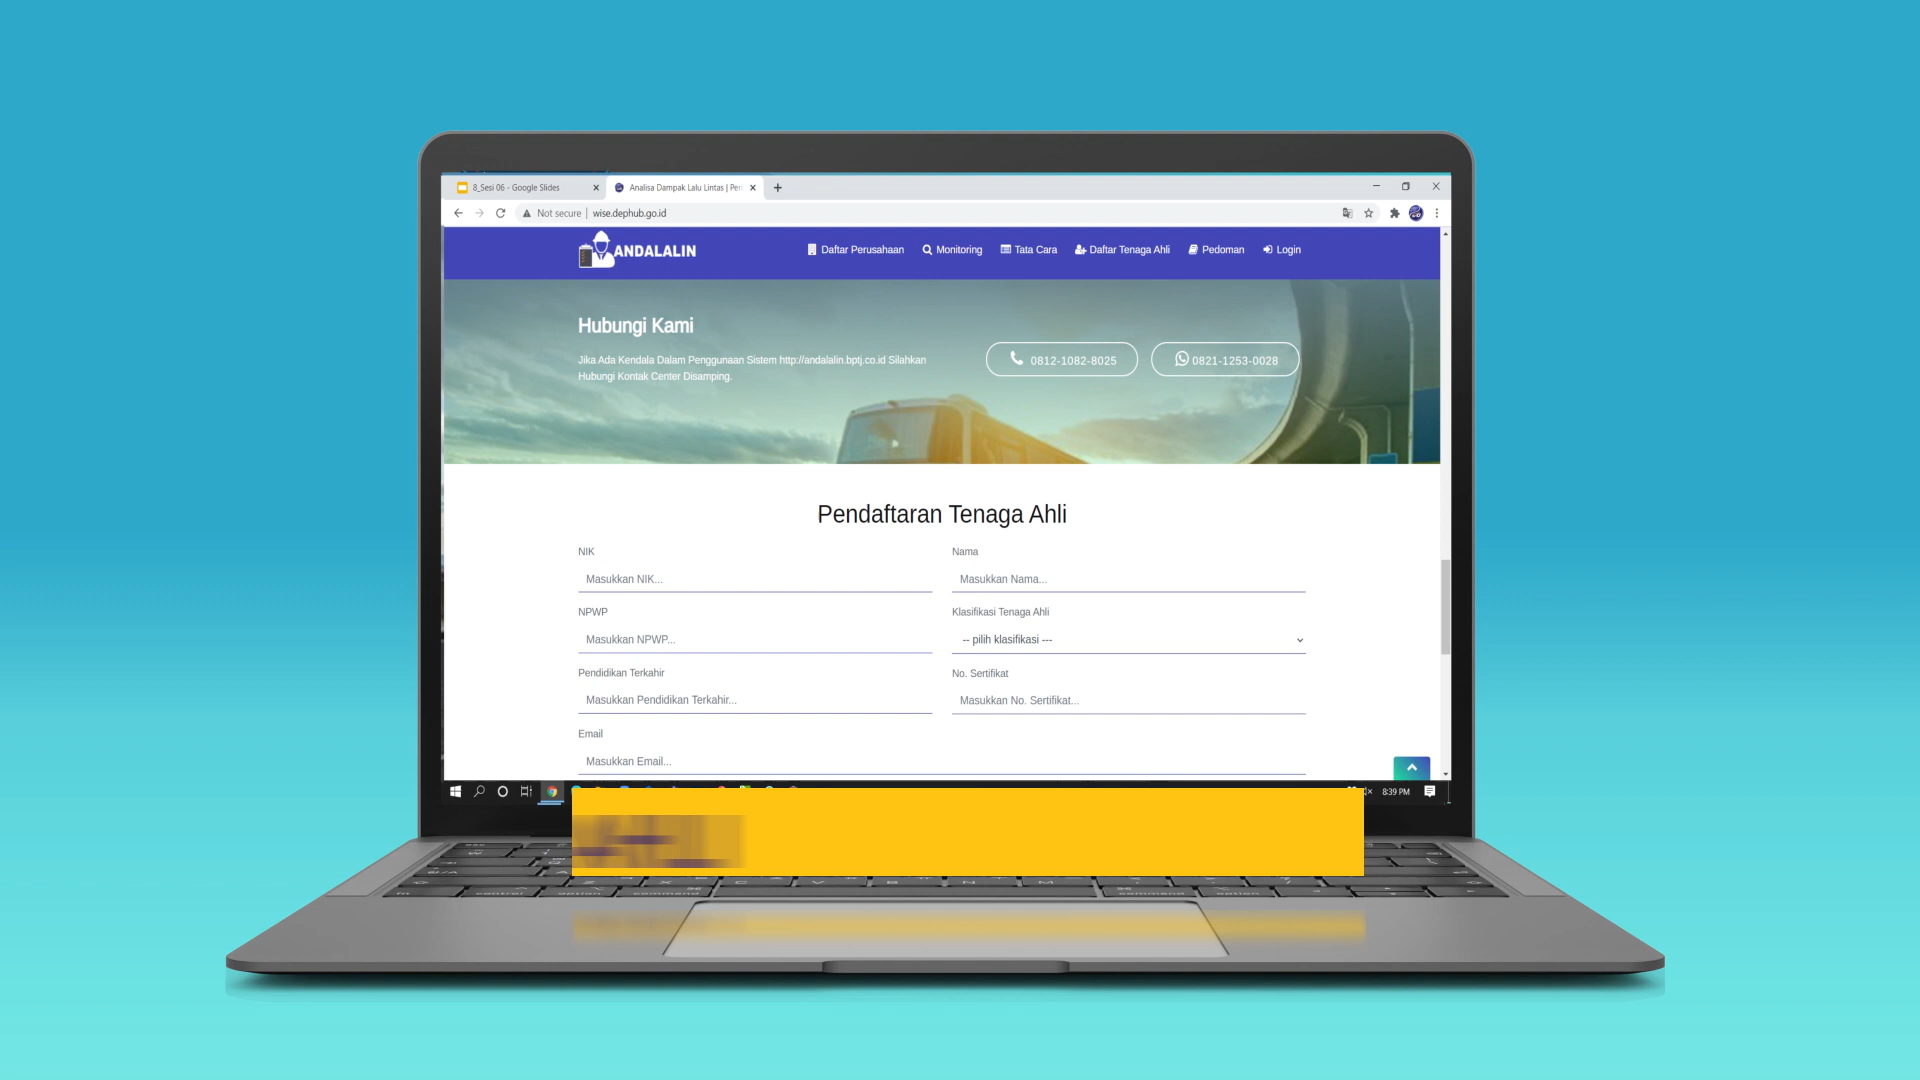 8_Sesi 06 - Google Slides
Analisa Dampak Lalu Lintas | Per
Not secure | wise.dephub.go.id
ANDALALIN
Daftar Perusahaan
Monitoring
Tata Cara
Daftar Tenaga Ahli
Pedoman
Login
Hubungi Kami
Jika Ada Kendala Dalam Penggunaan Sistem http://andalalin.bptj.co.id Silahkan
Hubungi Kontak Center Disamping.
0812-1082-8025
0821-1253-0028
Pendaftaran Tenaga Ahli
NIK
Nama
Masukkan NIK...
Masukkan Nama...
NPWP
Klasifikasi Tenaga Ahli
Masukkan NPWP...
-- pilih klasifikasi ---
Pendidikan Terkahir
No. Sertifikat
Masukkan Pendidikan Terkahir...
Masukkan No. Sertifikat...
Email
Masukkan Email...
8:39 PM